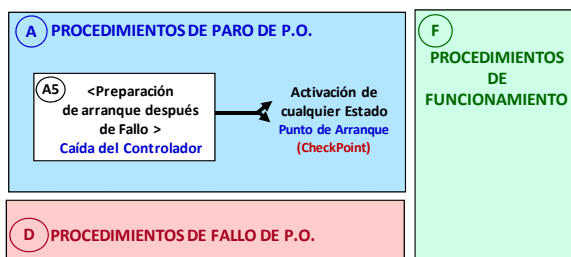 A PROCEDIMIENTOS DE PARO DE P.O.
A5 <Preparación
de arranque después
de Fallo >
Caída del Controlador
Activación de
cualquier Estado
Punto de Arranque
(CheckPoint)
F
PROCEDIMIENTOS
DE
FUNCIONAMIENTO
D PROCEDIMIENTOS DE FALLO DE P.O.